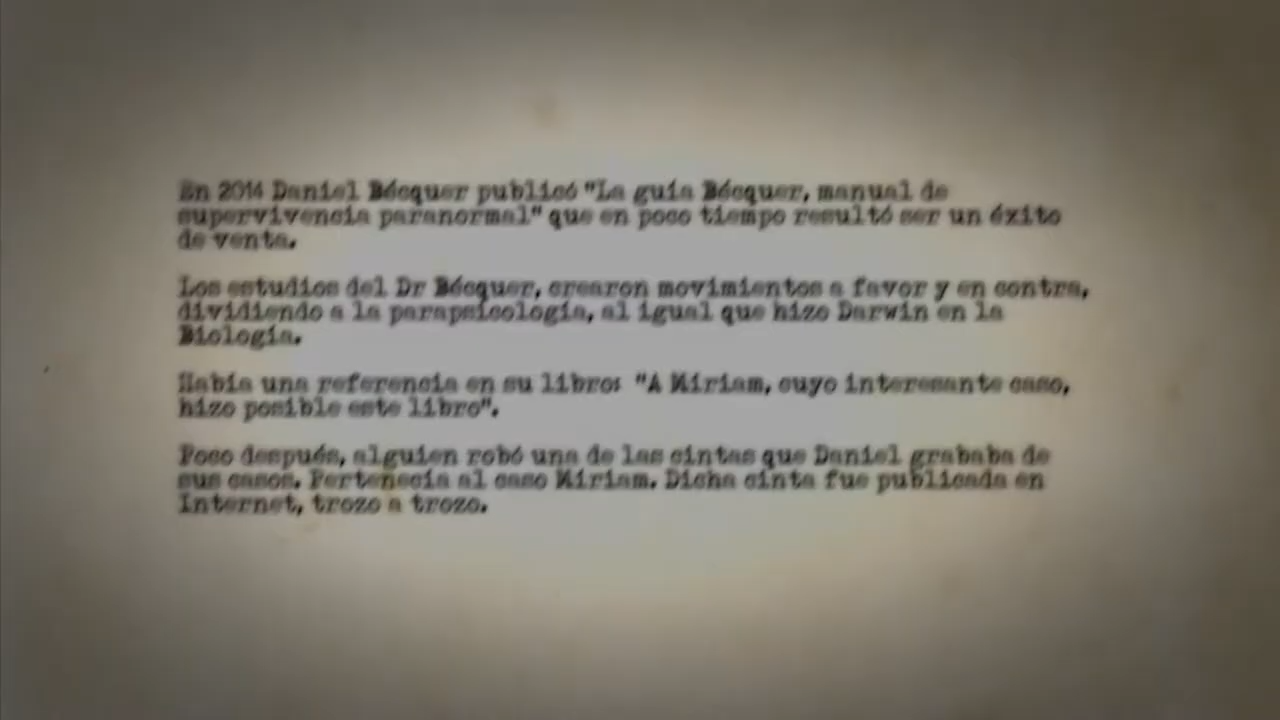 En 2014 Daniel Bécquer publicó "La guía Bécquer, manual de
supervivencia paranormal" que en poco tiempo resultó ser un éxito
de venta.
Los estudios del Dr Bécquer, crearon movimientos a favor y en contra,
dividiendo a la parapsicología, al igual que hizo Darwin en la
Biología.
Había una referencia en su libro: "A Miriam, cuyo interesante caso,
hizo posible este libro".
Poco después, alguien robó una de las cintas que Daniel grababa de
sus casos. Pertenecía al caso Miriam. Dicha cinta fue publicada en
Internet, trozo a trozo.